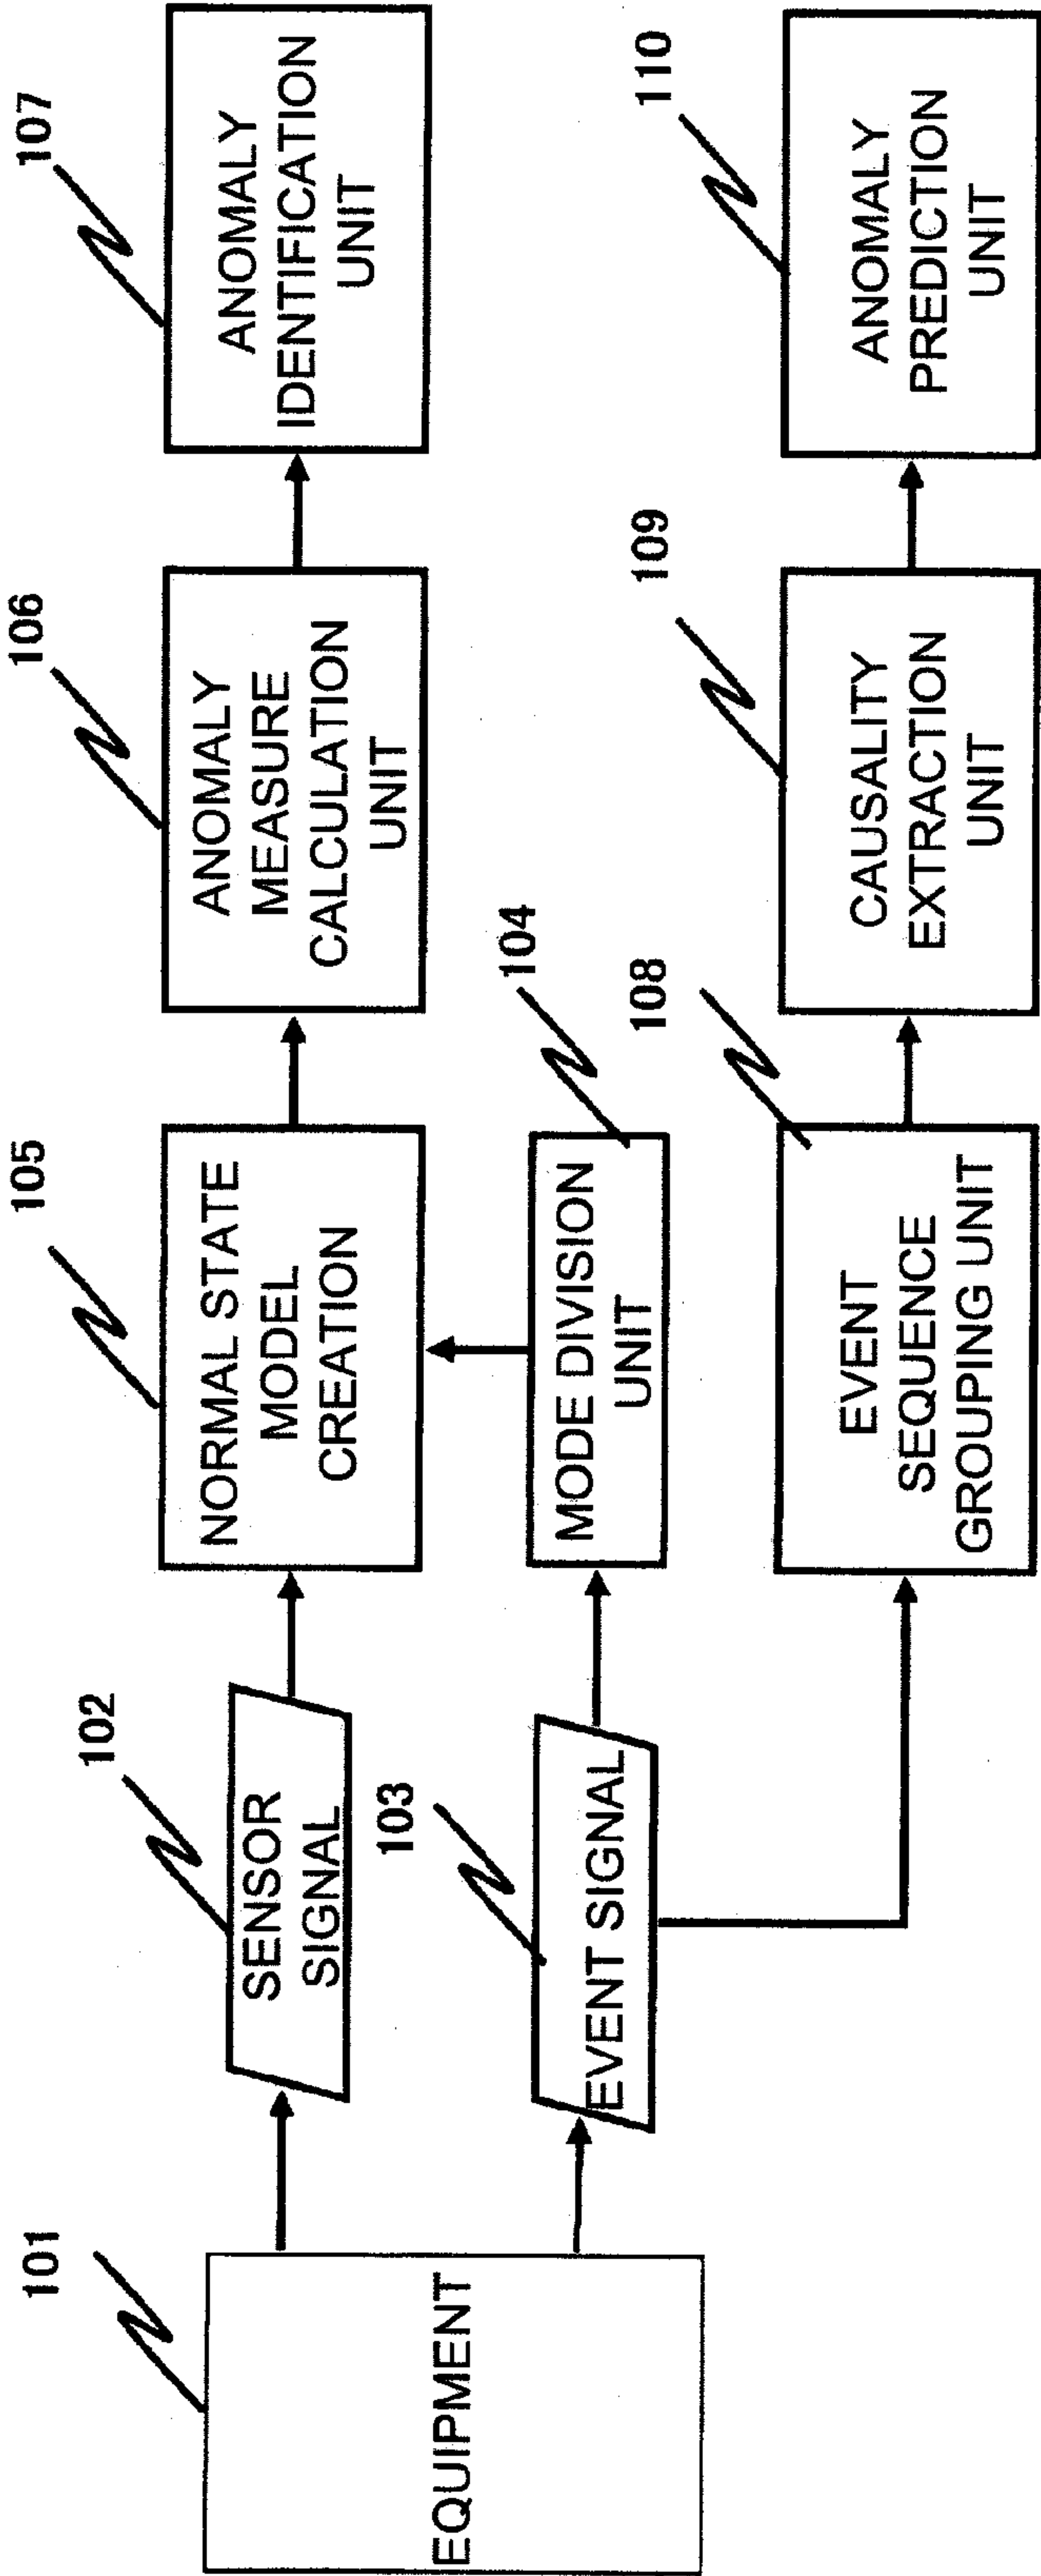 101
EQUIPMENT
102
SENSOR
SIGNAL
103
EVENT SIGNAL
105
NORMAL STATE
MODEL
CREATION
104
MODE DIVISION
UNIT
106
ANOMALY
MEASURE
CALCULATION
UNIT
107
ANOMALY
IDENTIFICATION
UNIT
108
EVENT
SEQUENCE
GROUPING UNIT
109
CAUSALITY
EXTRACTION
UNIT
110
ANOMALY
PREDICTION
UNIT